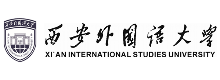 西安外国语大学
XI'AN INTERNATIONAL STUDIES UNIVERSITY